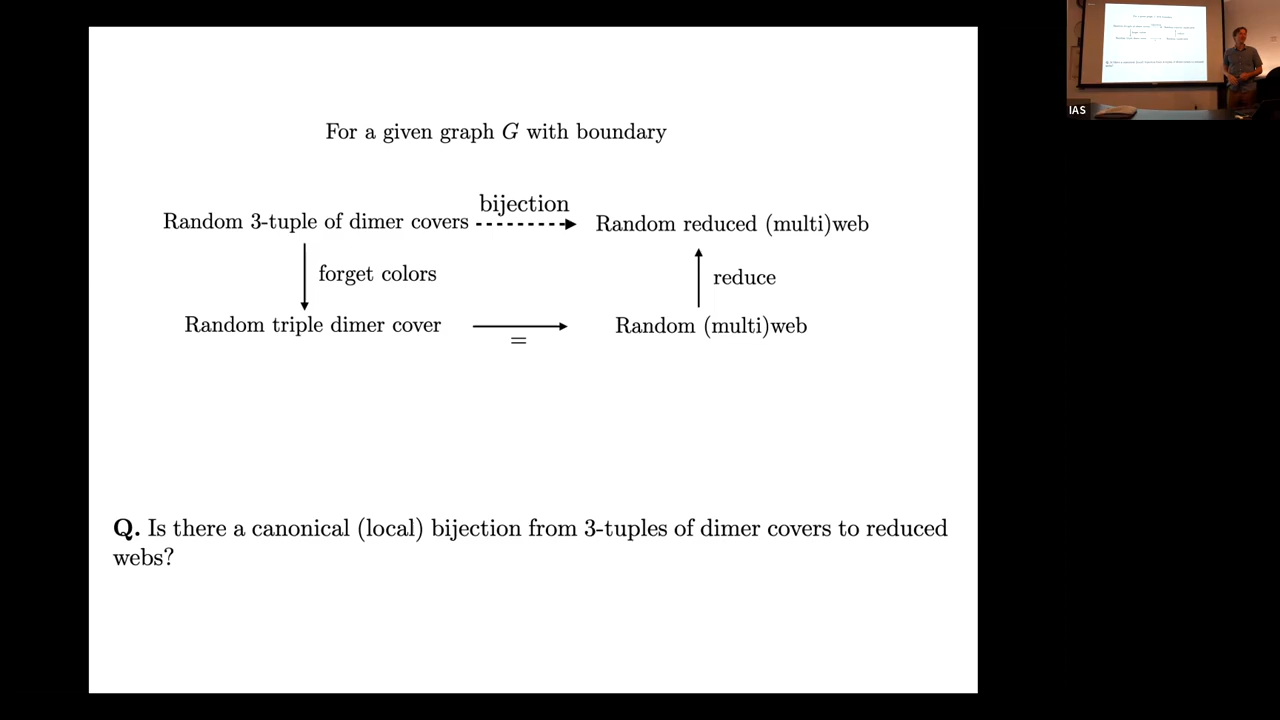 For a given graph G with boundary
bijection
Random 3-tuple of dimer covers
Random reduced (multi)web
forget colors
reduce
Random triple dimer cover
=
Random (multi)web
Q. Is there a canonical (local) bijection from 3-tuples of dimer covers to reduced
webs?
IAS